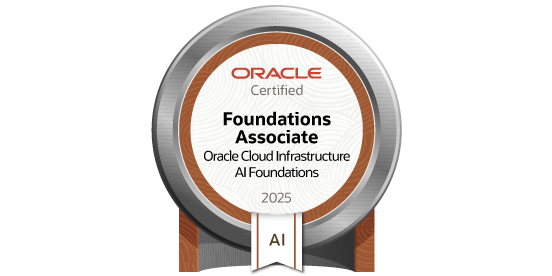 ORACLE
Certified
Foundations
Associate
Oracle Cloud Infrastructure
AI Foundations
2025
AI